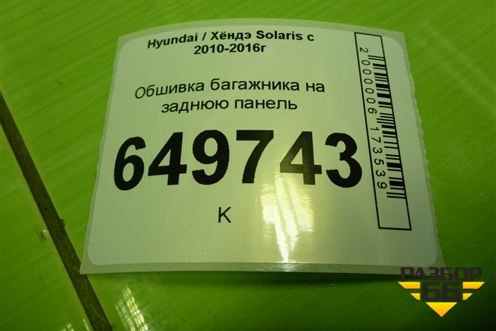 Hyundai / Хёндэ Solaris с
2010-2016г
Обшивка багажника на
заднюю панель
649743
К
2000006173539
РАЗБОР
66